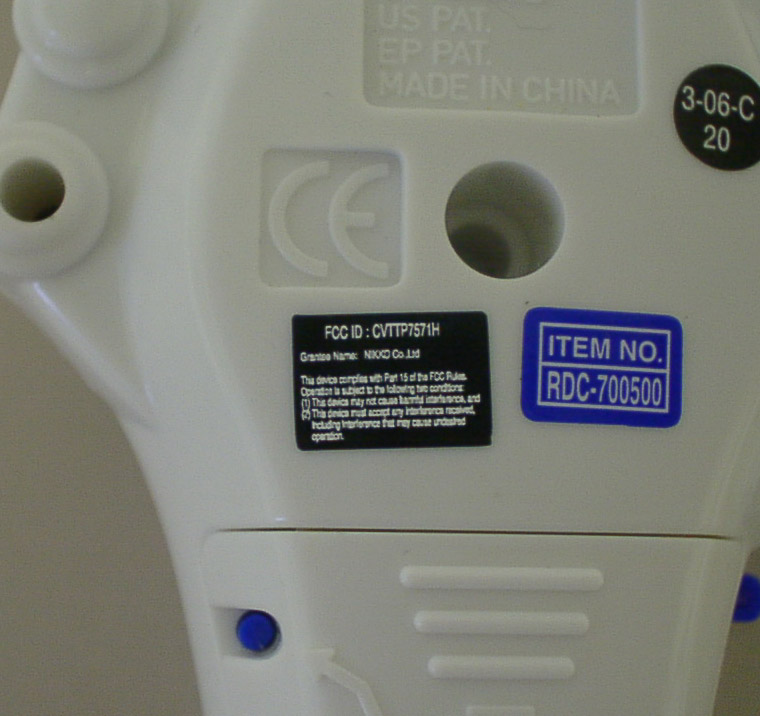 US PAT.
EP PAT.
MADE IN CHINA
3-06-C
20
CE
FCC ID : CVTTP7571H
Grantee Name: NIKKO Co.,Ltd
This device complies with Part 15 of the FCC Rules.
Operation is subject to the following two conditions:
(1) This device may not cause harmful interference, and
(2) This device must accept any interference received,
including interference that may cause undesired
operation.
ITEM NO.
RDC-700500